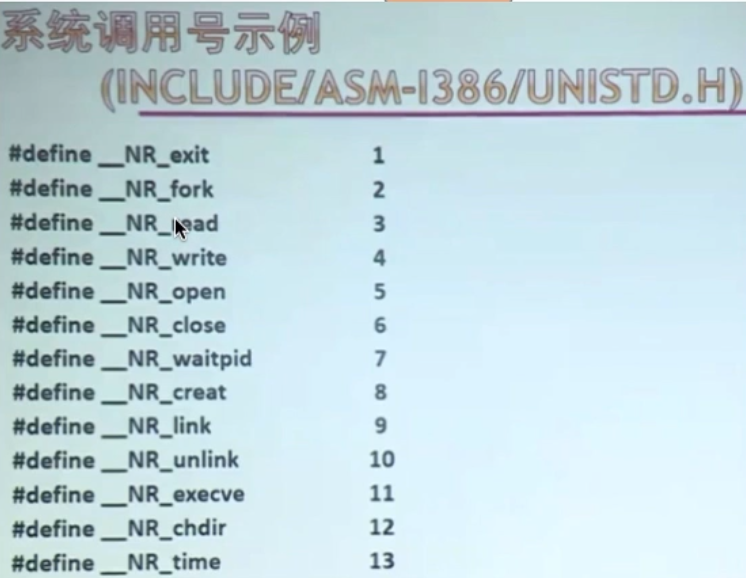 系统调用号示例
(INCLUDE/ASM-I386/UNISTD.H)
#define __NR_exit 1
#define __NR_fork 2
#define __NR_read 3
#define __NR_write 4
#define __NR_open 5
#define __NR_close 6
#define __NR_waitpid 7
#define __NR_creat 8
#define __NR_link 9
#define __NR_unlink 10
#define __NR_execve 11
#define __NR_chdir 12
#define __NR_time 13